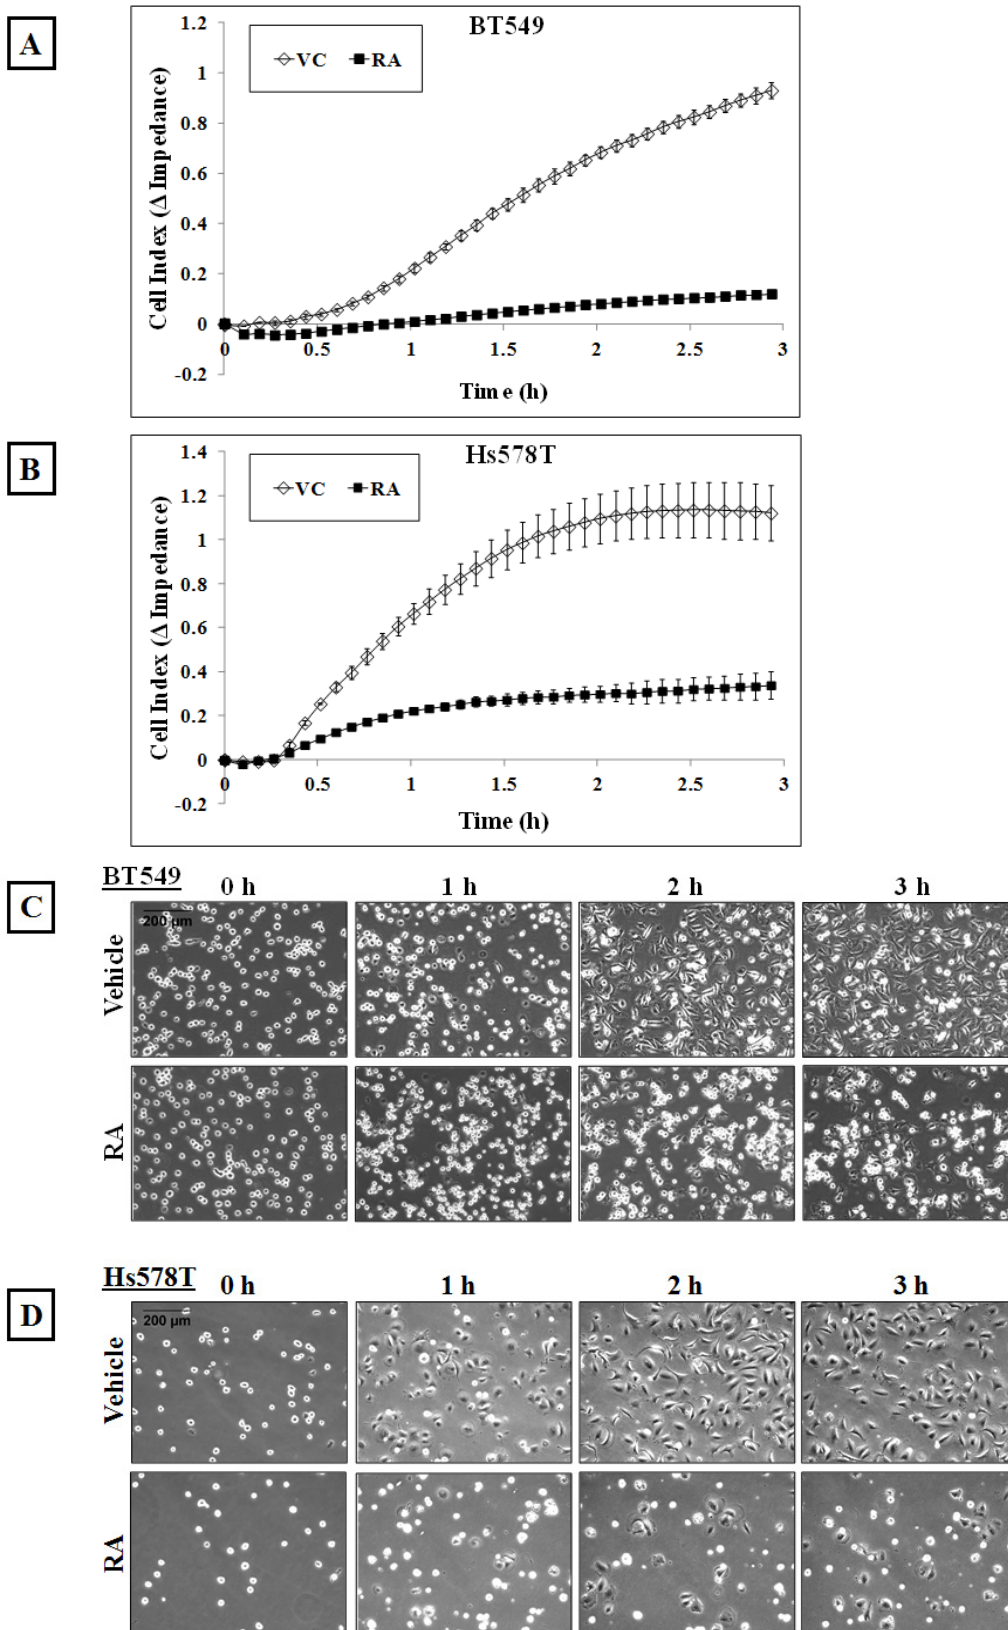 A
BT549
VC RA
1.2
1
0.8
0.6
0.4
0.2
0
-0.2
Cell Index (Δ Impedance)
0 0.5 1 1.5 2 2.5 3
Time (h)
B
Hs578T
VC RA
1.4
1.2
1
0.8
0.6
0.4
0.2
0
-0.2
Cell Index (Δ Impedance)
0 0.5 1 1.5 2 2.5 3
Time (h)
C
BT549
0 h 1 h 2 h 3 h
200 μm
Vehicle
RA
D
Hs578T
0 h 1 h 2 h 3 h
200 μm
Vehicle
RA